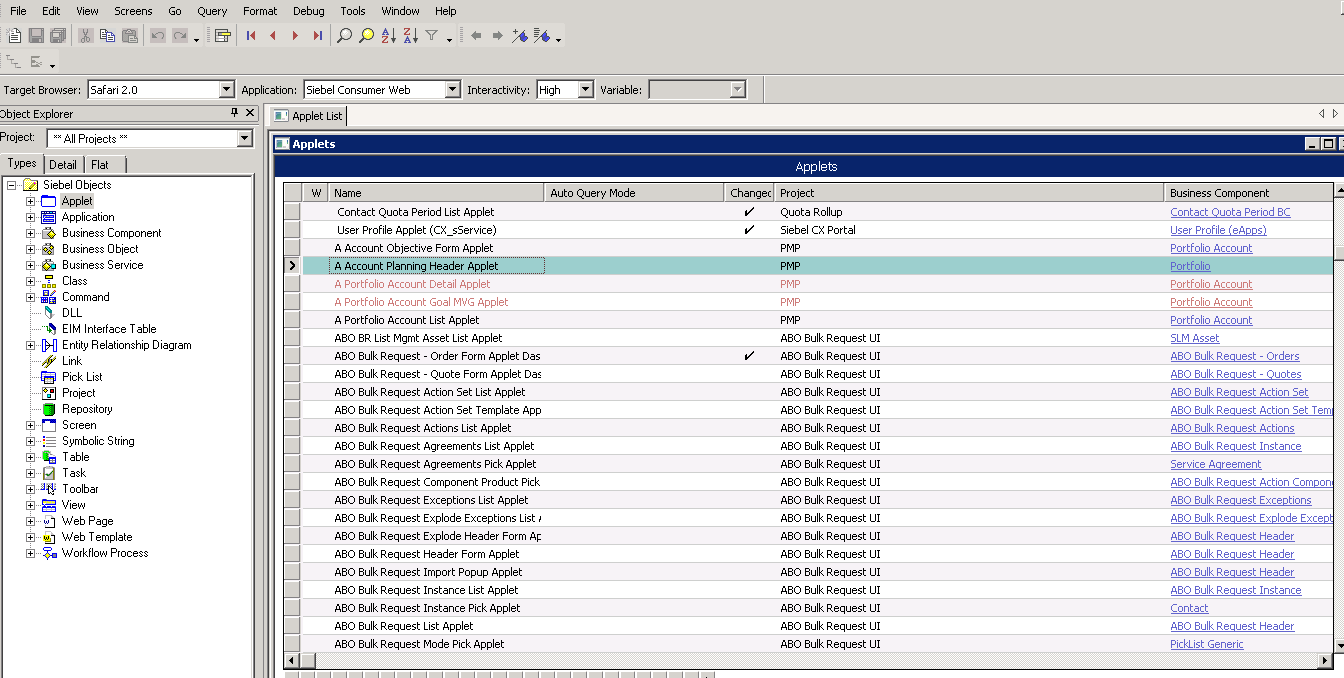 File Edit View Screens Go Query Format Debug Tools Window Help
Target Browser: Safari 2.0 Application: Siebel Consumer Web Interactivity: High Variable:
Object Explorer
Project: ** All Projects **
Types Detail Flat
Siebel Objects
Applet
Application
Business Component
Business Object
Business Service
Class
Command
DLL
EIM Interface Table
Entity Relationship Diagram
Link
Pick List
Project
Repository
Screen
Symbolic String
Table
Task
Toolbar
View
Web Page
Web Template
Workflow Process
Applet List
Applets
Applets
W Name Auto Query Mode Changed Project Business Component
Contact Quota Period List Applet Quota Rollup Contact Quota Period BC
User Profile Applet (CX_sService) Siebel CX Portal User Profile (eApps)
A Account Objective Form Applet PMP Portfolio Account
A Account Planning Header Applet PMP Portfolio
A Portfolio Account Detail Applet PMP Portfolio Account
A Portfolio Account Goal MVG Applet PMP Portfolio Account
A Portfolio Account List Applet PMP Portfolio Account
ABO BR List Mgmt Asset List Applet ABO Bulk Request UI SLM Asset
ABO Bulk Request - Order Form Applet Das ABO Bulk Request UI ABO Bulk Request - Orders
ABO Bulk Request - Quote Form Applet Das ABO Bulk Request UI ABO Bulk Request - Quotes
ABO Bulk Request Action Set List Applet ABO Bulk Request UI ABO Bulk Request Action Set
ABO Bulk Request Action Set Template App ABO Bulk Request UI ABO Bulk Request Action Set Tem
ABO Bulk Request Actions List Applet ABO Bulk Request UI ABO Bulk Request Actions
ABO Bulk Request Agreements List Applet ABO Bulk Request UI ABO Bulk Request Instance
ABO Bulk Request Agreements Pick Applet ABO Bulk Request UI Service Agreement
ABO Bulk Request Component Product Pick ABO Bulk Request UI ABO Bulk Request Action Compon
ABO Bulk Request Exceptions List Applet ABO Bulk Request UI ABO Bulk Request Exceptions
ABO Bulk Request Explode Exceptions List ABO Bulk Request UI ABO Bulk Request Explode Except
ABO Bulk Request Explode Header Form Ap ABO Bulk Request UI ABO Bulk Request Header
ABO Bulk Request Header Form Applet ABO Bulk Request UI ABO Bulk Request Header
ABO Bulk Request Import Popup Applet ABO Bulk Request UI ABO Bulk Request Header
ABO Bulk Request Instance List Applet ABO Bulk Request UI ABO Bulk Request Instance
ABO Bulk Request Instance Pick Applet ABO Bulk Request UI Contact
ABO Bulk Request List Applet ABO Bulk Request UI ABO Bulk Request Header
ABO Bulk Request Mode Pick Applet ABO Bulk Request UI PickList Generic